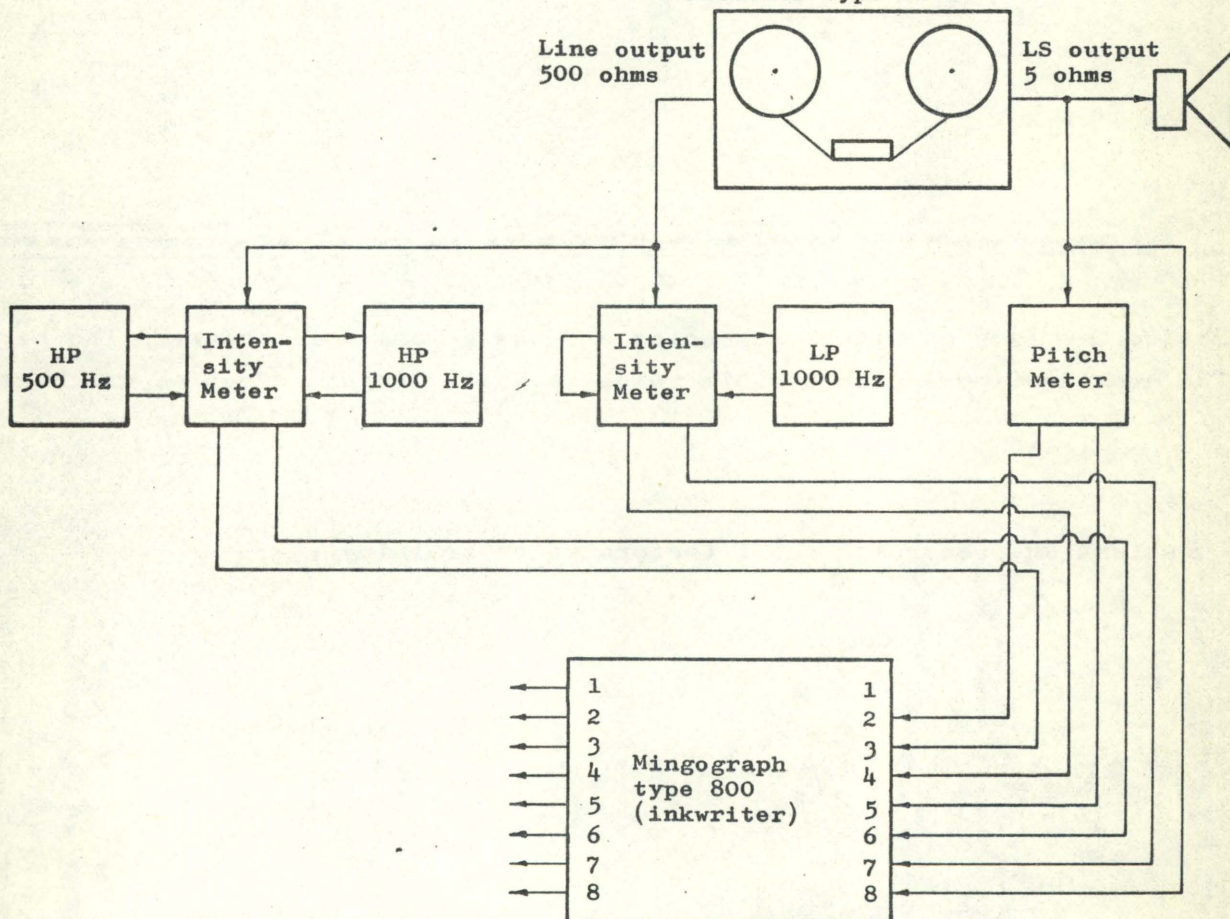 Line output
500 ohms
LS output
5 ohms
HP
500 Hz
Inten-
sity
Meter
HP
1000 Hz
Inten-
sity
Meter
LP
1000 Hz
Pitch
Meter
1
2
3
4
5
6
7
8
Mingograph
type 800
(inkwriter)
1
2
3
4
5
6
7
8